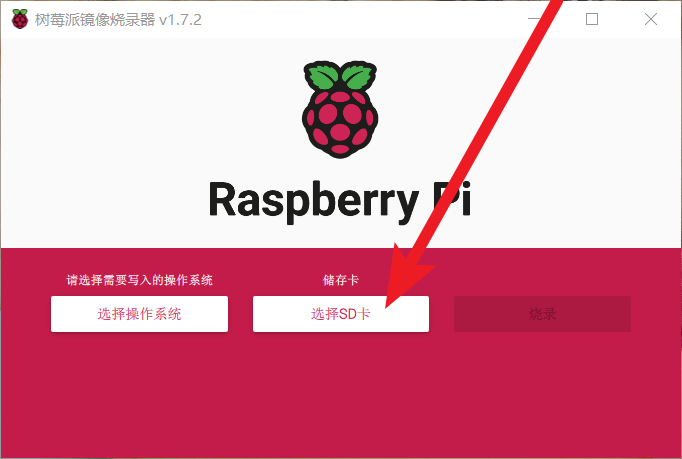 树莓派镜像烧录器 v1.7.2
Raspberry Pi
请选择需要写入的操作系统
储存卡
选择操作系统
选择SD卡
烧录